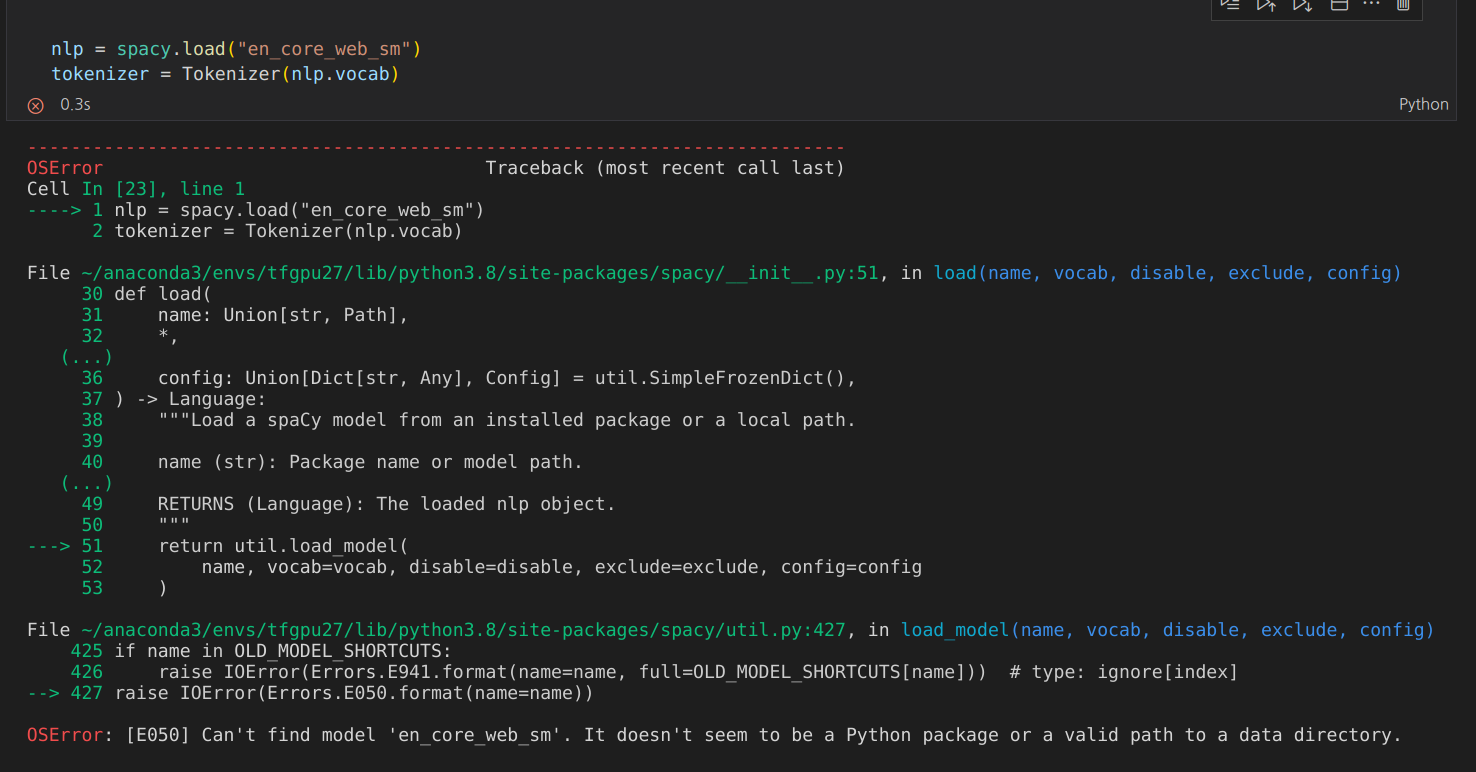 nlp = spacy.load("en_core_web_sm")
tokenizer = Tokenizer(nlp.vocab)
0.3s
Python
---------------------------------------------------------------------------
OSError                                   Traceback (most recent call last)
Cell In [23], line 1
----> 1 nlp = spacy.load("en_core_web_sm")
      2 tokenizer = Tokenizer(nlp.vocab)
File ~/anaconda3/envs/tfgpu27/lib/python3.8/site-packages/spacy/__init__.py:51, in load(name, vocab, disable, exclude, config)
     30 def load(
     31     name: Union[str, Path],
     32     *,
   (...)
     36     config: Union[Dict[str, Any], Config] = util.SimpleFrozenDict(),
     37 ) -> Language:
     38     """Load a spaCy model from an installed package or a local path.
     39
     40     name (str): Package name or model path.
   (...)
     49     RETURNS (Language): The loaded nlp object.
     50     """
---> 51     return util.load_model(
     52         name, vocab=vocab, disable=disable, exclude=exclude, config=config
     53     )
File ~/anaconda3/envs/tfgpu27/lib/python3.8/site-packages/spacy/util.py:427, in load_model(name, vocab, disable, exclude, config)
    425 if name in OLD_MODEL_SHORTCUTS:
    426     raise IOError(Errors.E941.format(name=name, full=OLD_MODEL_SHORTCUTS[name]))  # type: ignore[index]
--> 427 raise IOError(Errors.E050.format(name=name))
OSError: [E050] Can't find model 'en_core_web_sm'. It doesn't seem to be a Python package or a valid path to a data directory.